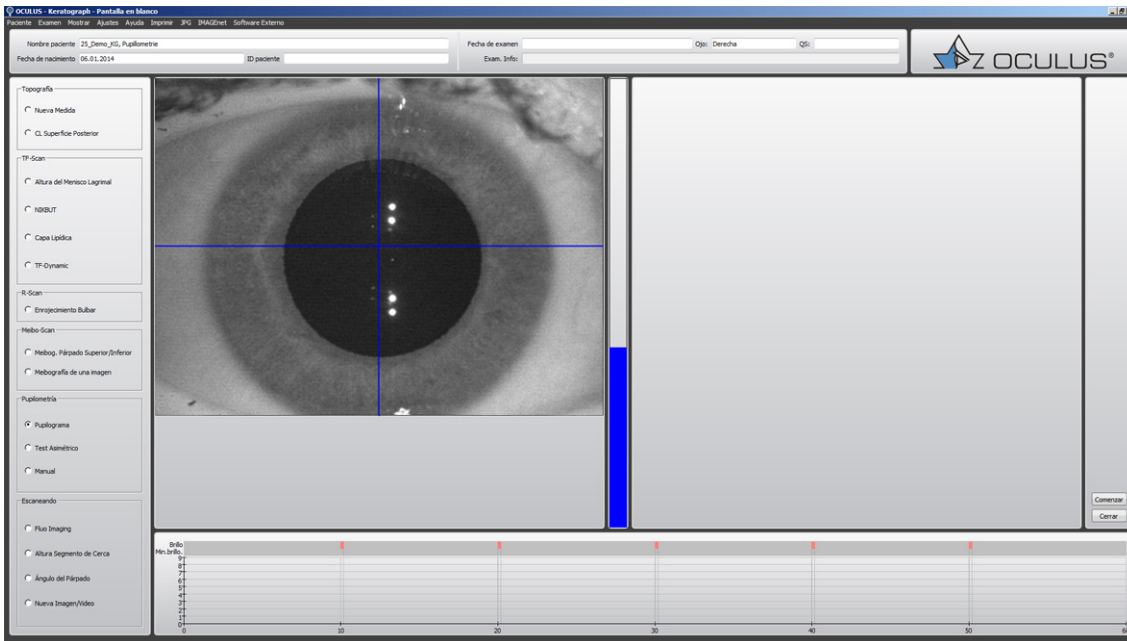 OCULUS - Keratograph - Pantalla en blanco
Paciente Examen Mostrar Ajustes Ayuda Imprimir JPG IMAGEnet Software Externo
Nombre paciente 25_Demo_KG, Pupillometrie
Fecha de nacimiento 06.01.2014 ID paciente
Fecha de examen Ojo: Derecha QS:
Exam. Info:
OCULUS®
Topografía
Nueva Medida
CL Superficie Posterior
TF-Scan
Altura del Menisco Lagrimal
NIKBUT
Capa Lipídica
TF-Dynamic
R-Scan
Enrojecimiento Bulbar
Meibo-Scan
Meibog. Párpado Superior/Inferior
Meibografía de una imagen
Pupilometría
Pupilograma
Test Asimétrico
Manual
Escaneando
Fluo Imaging
Altura Segmento de Cerca
Ángulo del Párpado
Nueva Imagen/Video
Comenzar
Cerrar
Brillo
Min.brillo.
9
8
7
6
5
4
3
2
1
0
0 10 20 30 40 50 60